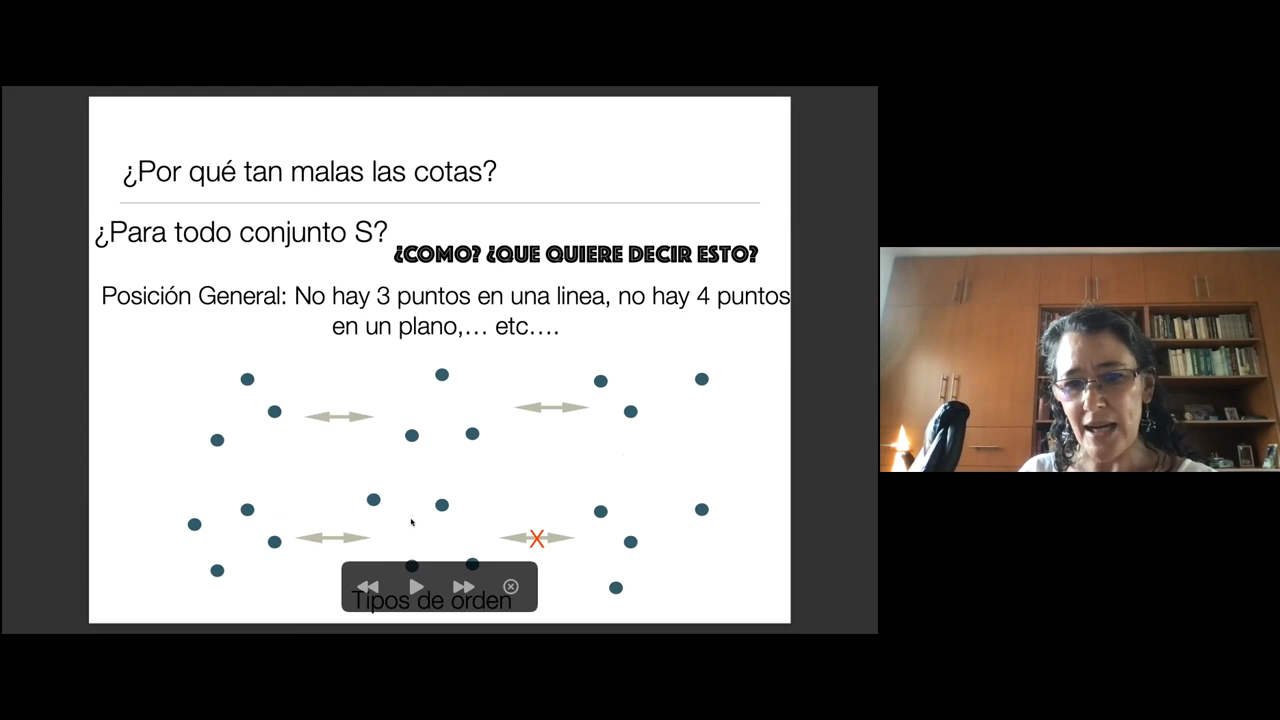 ¿Por qué tan malas las cotas?
¿Para todo conjunto S?
¿COMO? ¿QUE QUIERE DECIR ESTO?
Posición General: No hay 3 puntos en una linea, no hay 4 puntos
en un plano,… etc….
X
Tipos de orden